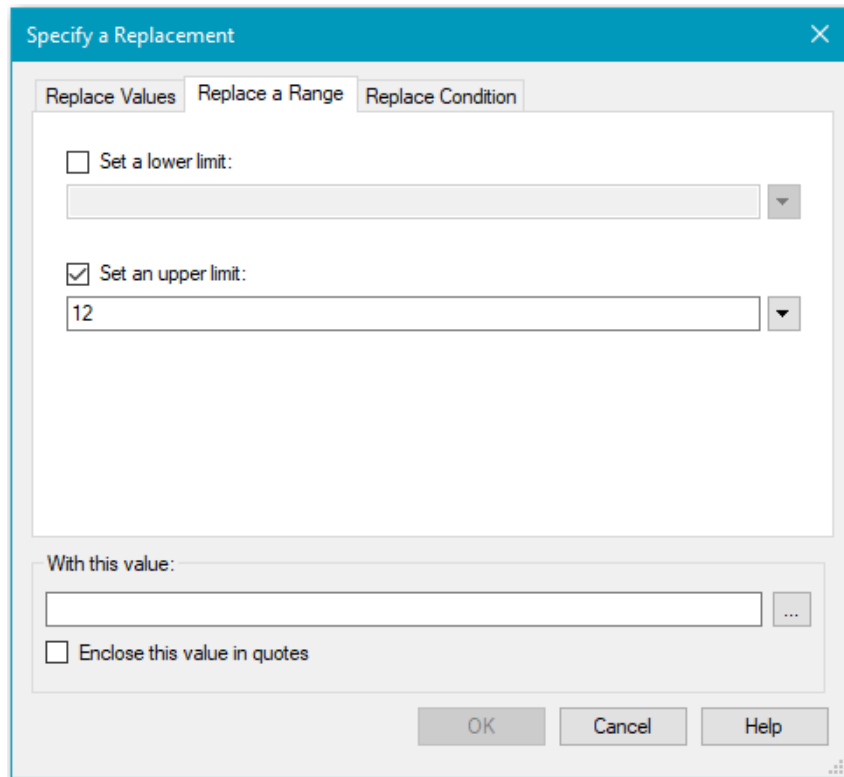 Specify a Replacement
Replace Values Replace a Range Replace Condition
Set a lower limit:
Set an upper limit:
12
With this value:
...
Enclose this value in quotes
OK Cancel Help